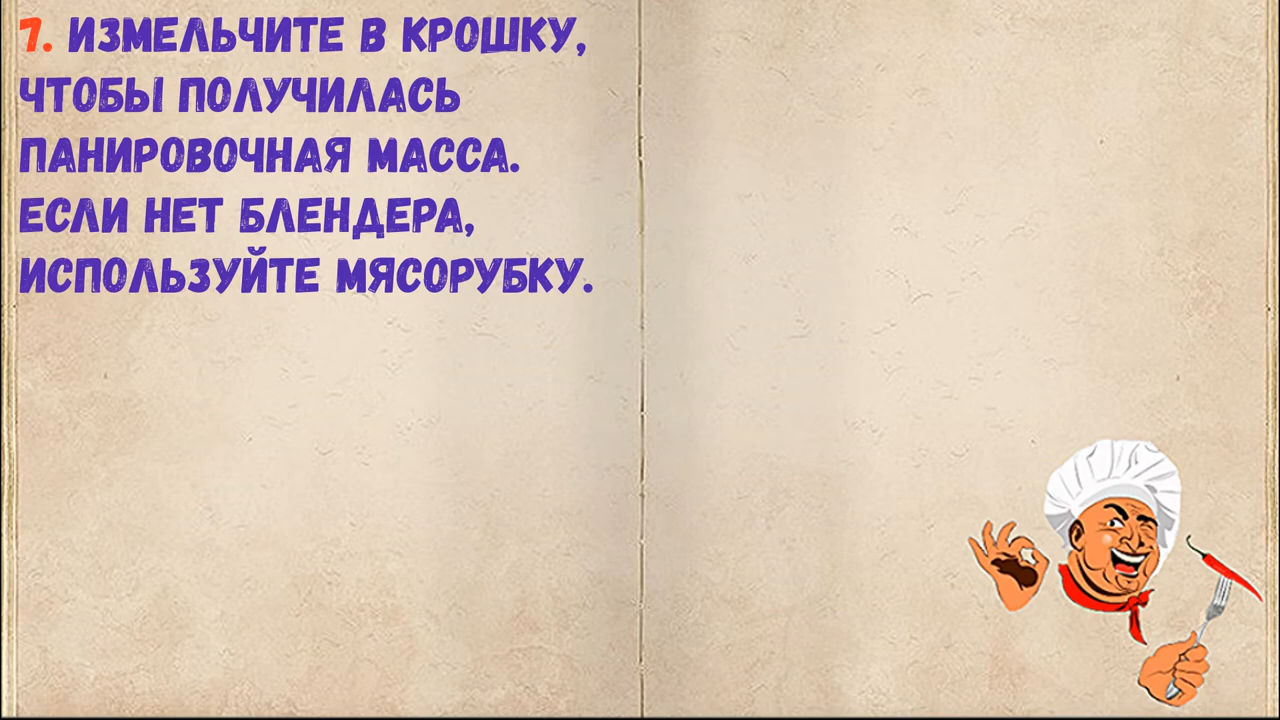 7. ИЗМЕЛЬЧИТЕ В КРОШКУ,
ЧТОБЫ ПОЛУЧИЛАСЬ
ПАНИРОВОЧНАЯ МАССА.
ЕСЛИ НЕТ БЛЕНДЕРА,
ИСПОЛЬЗУЙТЕ МЯСОРУБКУ.